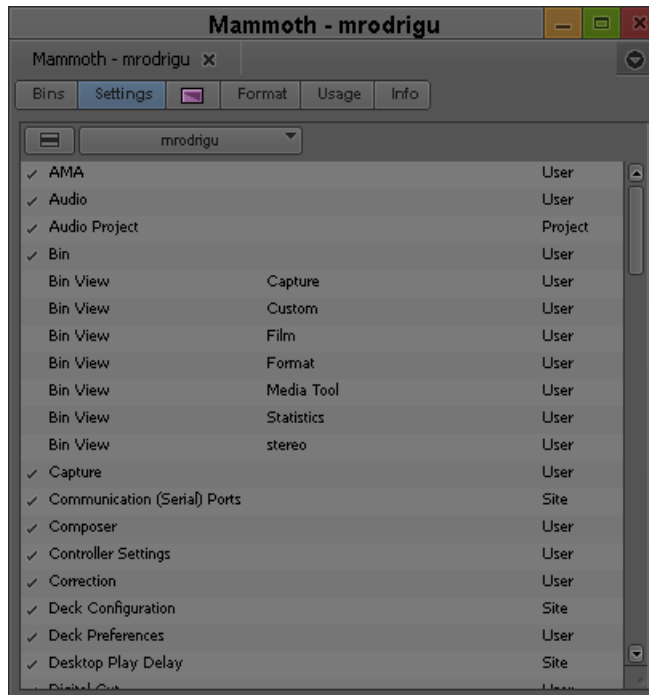 Mammoth - mrodrigu
Mammoth - mrodrigu
Bins Settings Format Usage Info
mrodrigu
AMA User
Audio User
Audio Project Project
Bin User
Bin View Capture User
Bin View Custom User
Bin View Film User
Bin View Format User
Bin View Media Tool User
Bin View Statistics User
Bin View stereo User
Capture User
Communication (Serial) Ports Site
Composer User
Controller Settings User
Correction User
Deck Configuration Site
Deck Preferences User
Desktop Play Delay Site
Digital Cut User